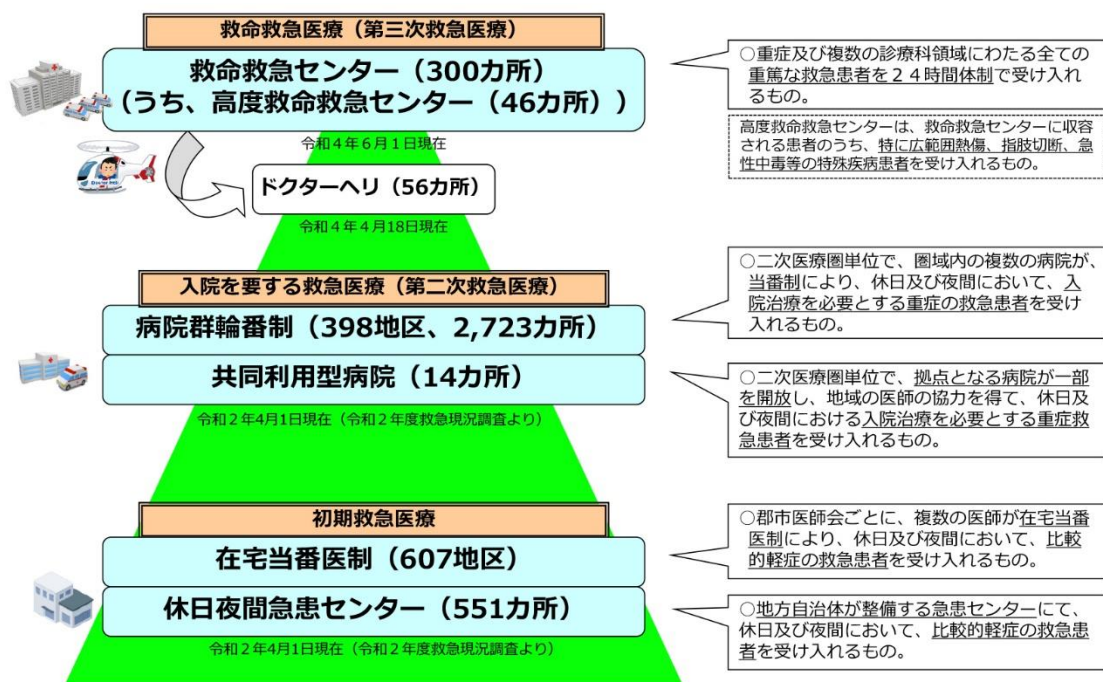 救命救急医療（第三次救急医療）
救命救急センター（300カ所）
（うち、高度救命救急センター（46カ所））
令和４年６月１日現在
○重症及び複数の診療科領域にわたる全ての
重篤な救急患者を２４時間体制で受け入れ
るもの。
高度救命救急センターは、救命救急センターに収容
される患者のうち、特に広範囲熱傷、指肢切断、急
性中毒等の特殊疾病患者を受け入れるもの。
ドクターヘリ（56カ所）
令和４年４月18日現在
入院を要する救急医療（第二次救急医療）
病院群輪番制（398地区、2,723カ所）
○二次医療圏単位で、圏域内の複数の病院が、
当番制により、休日及び夜間において、入
院治療を必要とする重症の救急患者を受け
入れるもの。
共同利用型病院（14カ所）
令和２年4月1日現在（令和２年度救急現況調査より）
○二次医療圏単位で、拠点となる病院が一部
を開放し、地域の医師の協力を得て、休日及
び夜間における入院治療を必要とする重症救
急患者を受け入れるもの。
初期救急医療
在宅当番医制（607地区）
○郡市医師会ごとに、複数の医師が在宅当番
医制により、休日及び夜間において、比較
的軽症の救急患者を受け入れるもの。
休日夜間急患センター（551カ所）
令和２年4月1日現在（令和２年度救急現況調査より）
○地方自治体が整備する急患センターにて、
休日及び夜間において、比較的軽症の救急患
者を受け入れるもの。